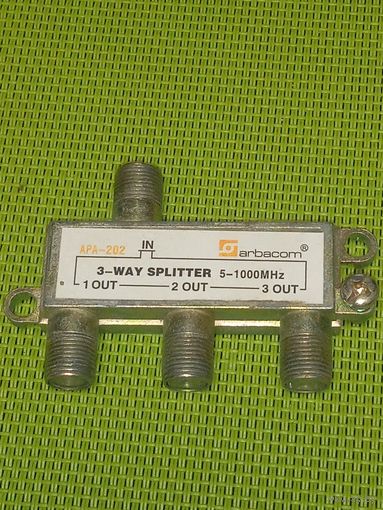 IN
APA-202 arbacom®
3-WAY SPLITTER 5-1000MHz
1 OUT 2 OUT 3 OUT